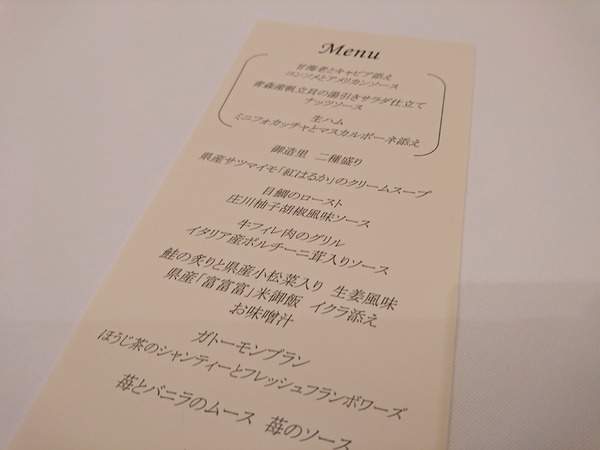 Menu
甘海老とキャビア添え
コンソメとアメリカンソース
青森産帆立貝の湯引きサラダ仕立て
ナッツソース
生ハム
ミニフォカッチャとマスカルポーネ添え
御造里 二種盛り
県産サツマイモ「紅はるか」のクリームスープ
目鯛のロースト
庄川柚子胡椒風味ソース
牛フィレ肉のグリル
イタリア産ポルチーニ茸入りソース
鮭の炙りと県産小松菜入り 生姜風味
県産「富富富」米御飯 イクラ添え
お味噌汁
ガトーモンブラン
ほうじ茶のシャンティーとフレッシュフランボワーズ
苺とバニラのムース 苺のソース